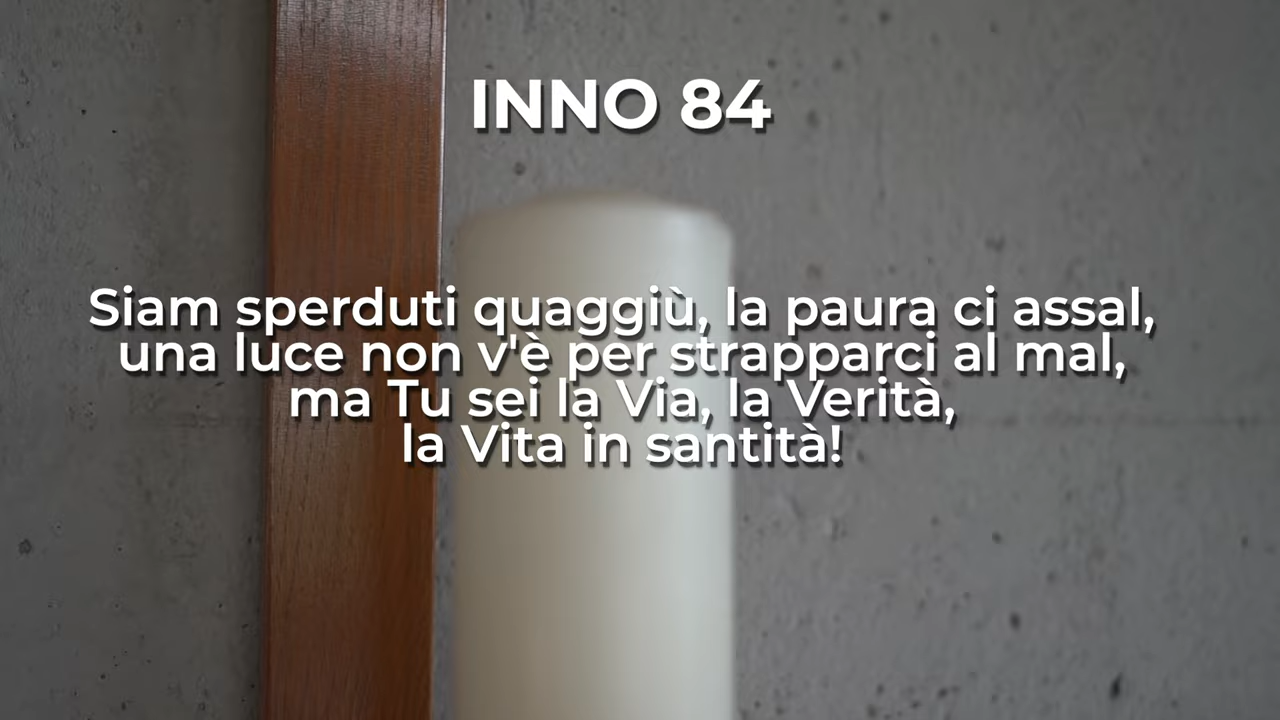 INNO 84
Siam sperduti quaggiù, la paura ci assal,
una luce non v'è per strapparci al mal,
ma Tu sei la Via, la Verità,
la Vita in santità!